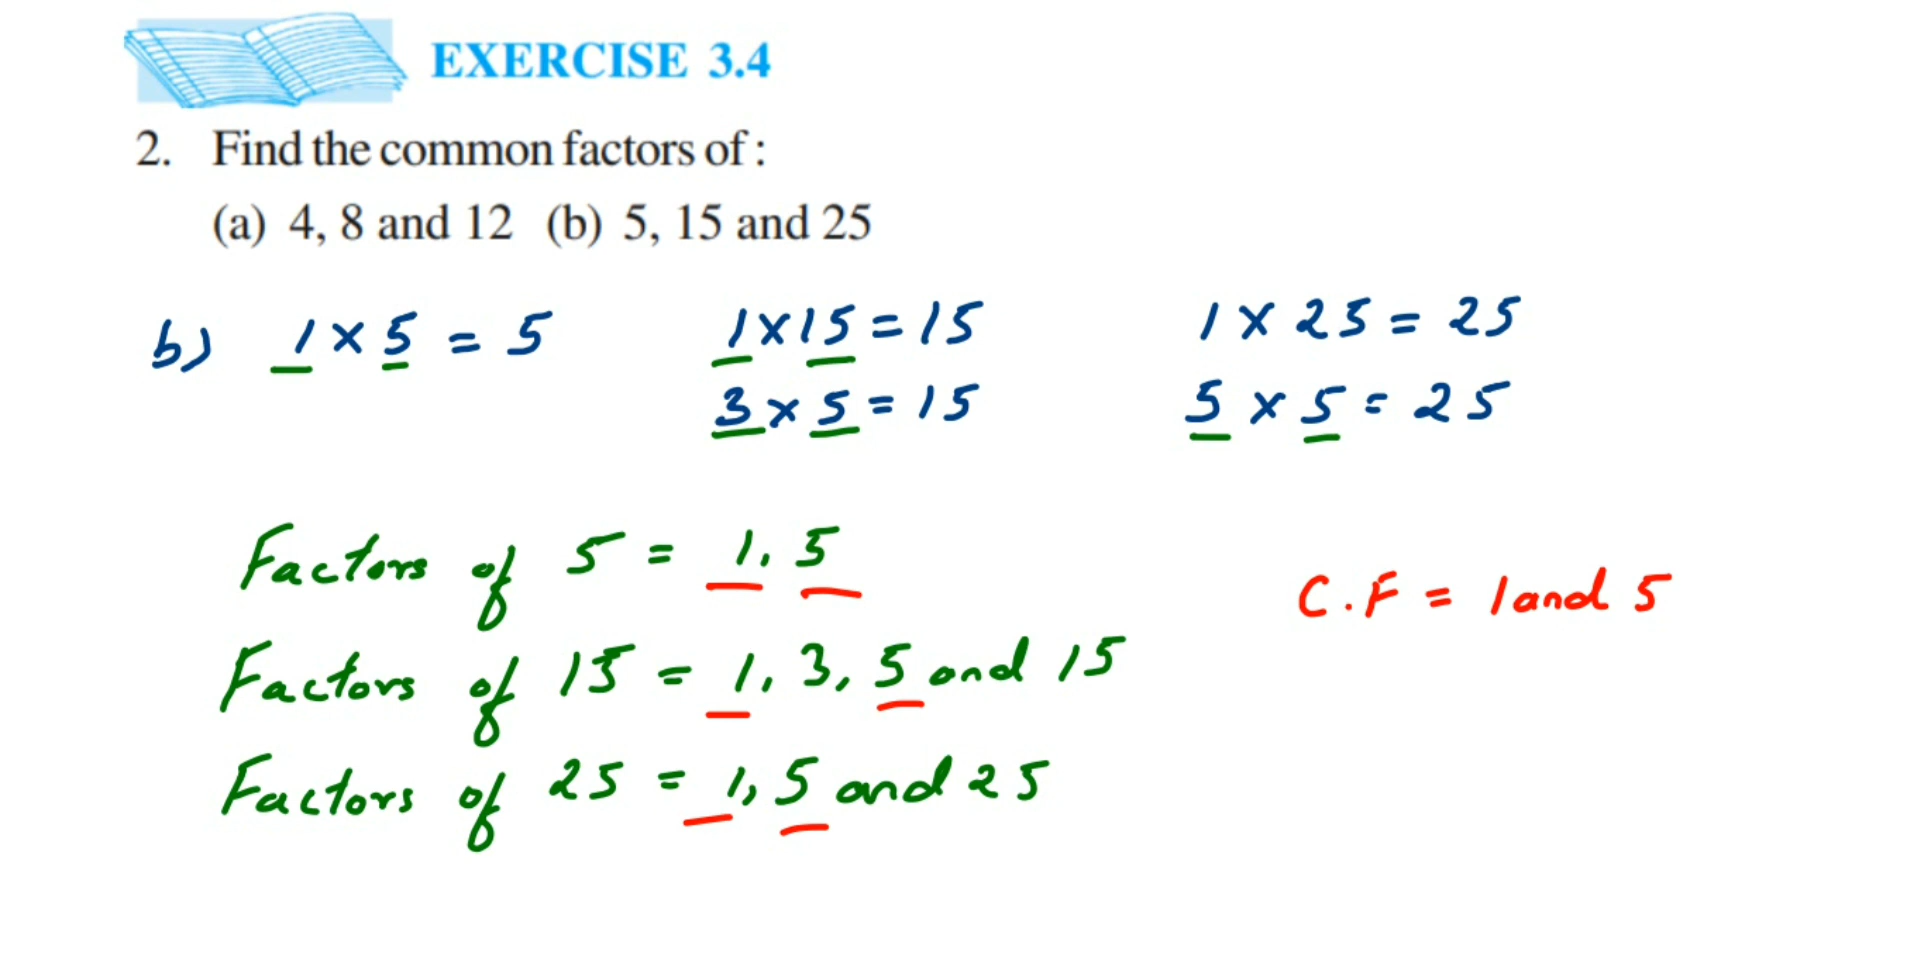 EXERCISE 3.4
2. Find the common factors of :
(a) 4, 8 and 12 (b) 5, 15 and 25
b) 1 × 5 = 5 1 × 15 = 15 1 × 25 = 25
3 × 5 = 15 5 × 5 = 25
Factors of 5 = 1, 5
C.F = 1 and 5
Factors of 15 = 1, 3, 5 and 15
Factors of 25 = 1, 5 and 25